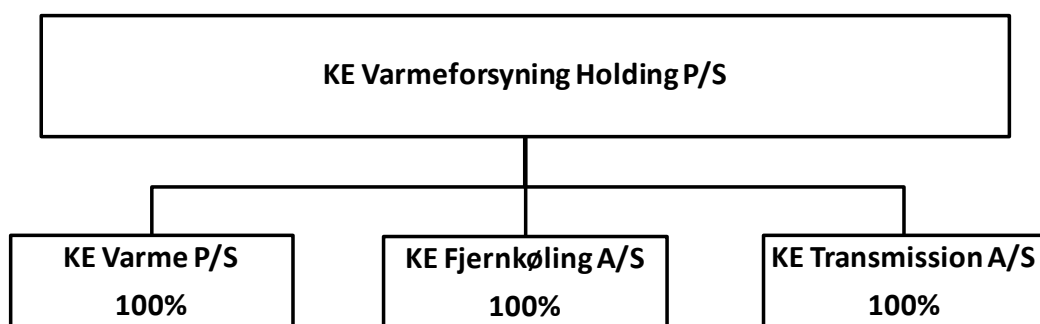 KE Varmeforsyning Holding P/S
KE Varme P/S
100%
KE Fjernkøling A/S
100%
KE Transmission A/S
100%